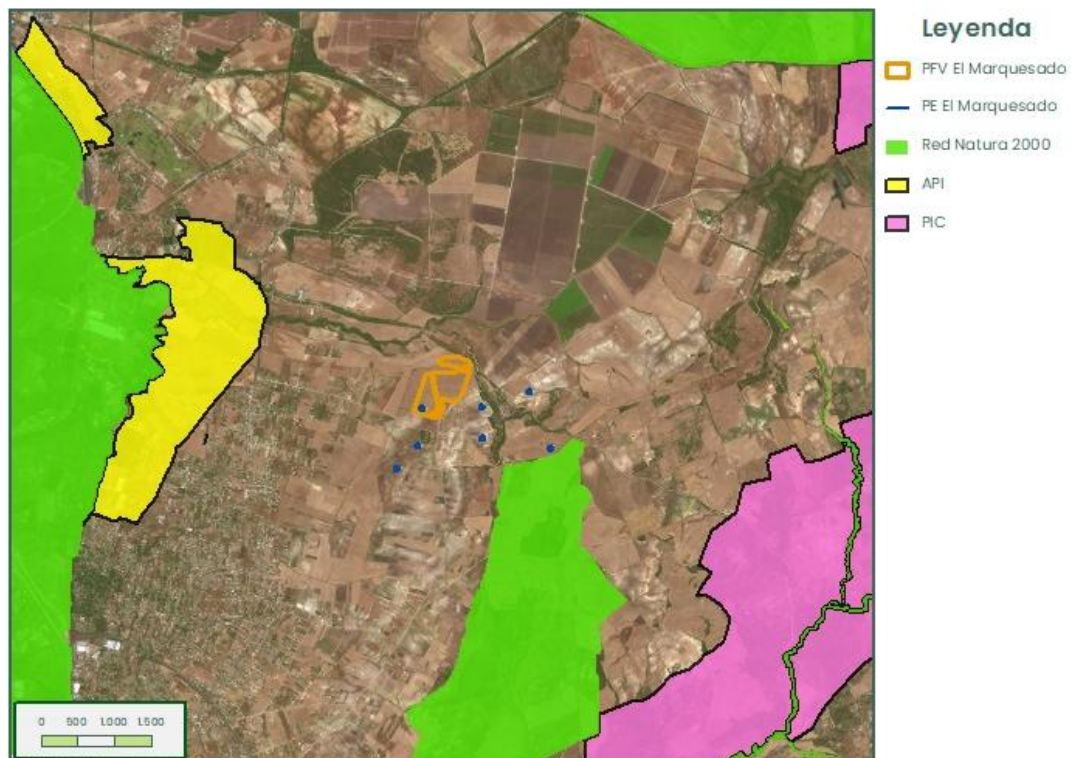 Leyenda
PFV El Marquesado
PE El Marquesado
Red Natura 2000
API
PIC
0 500 1.000 1.500